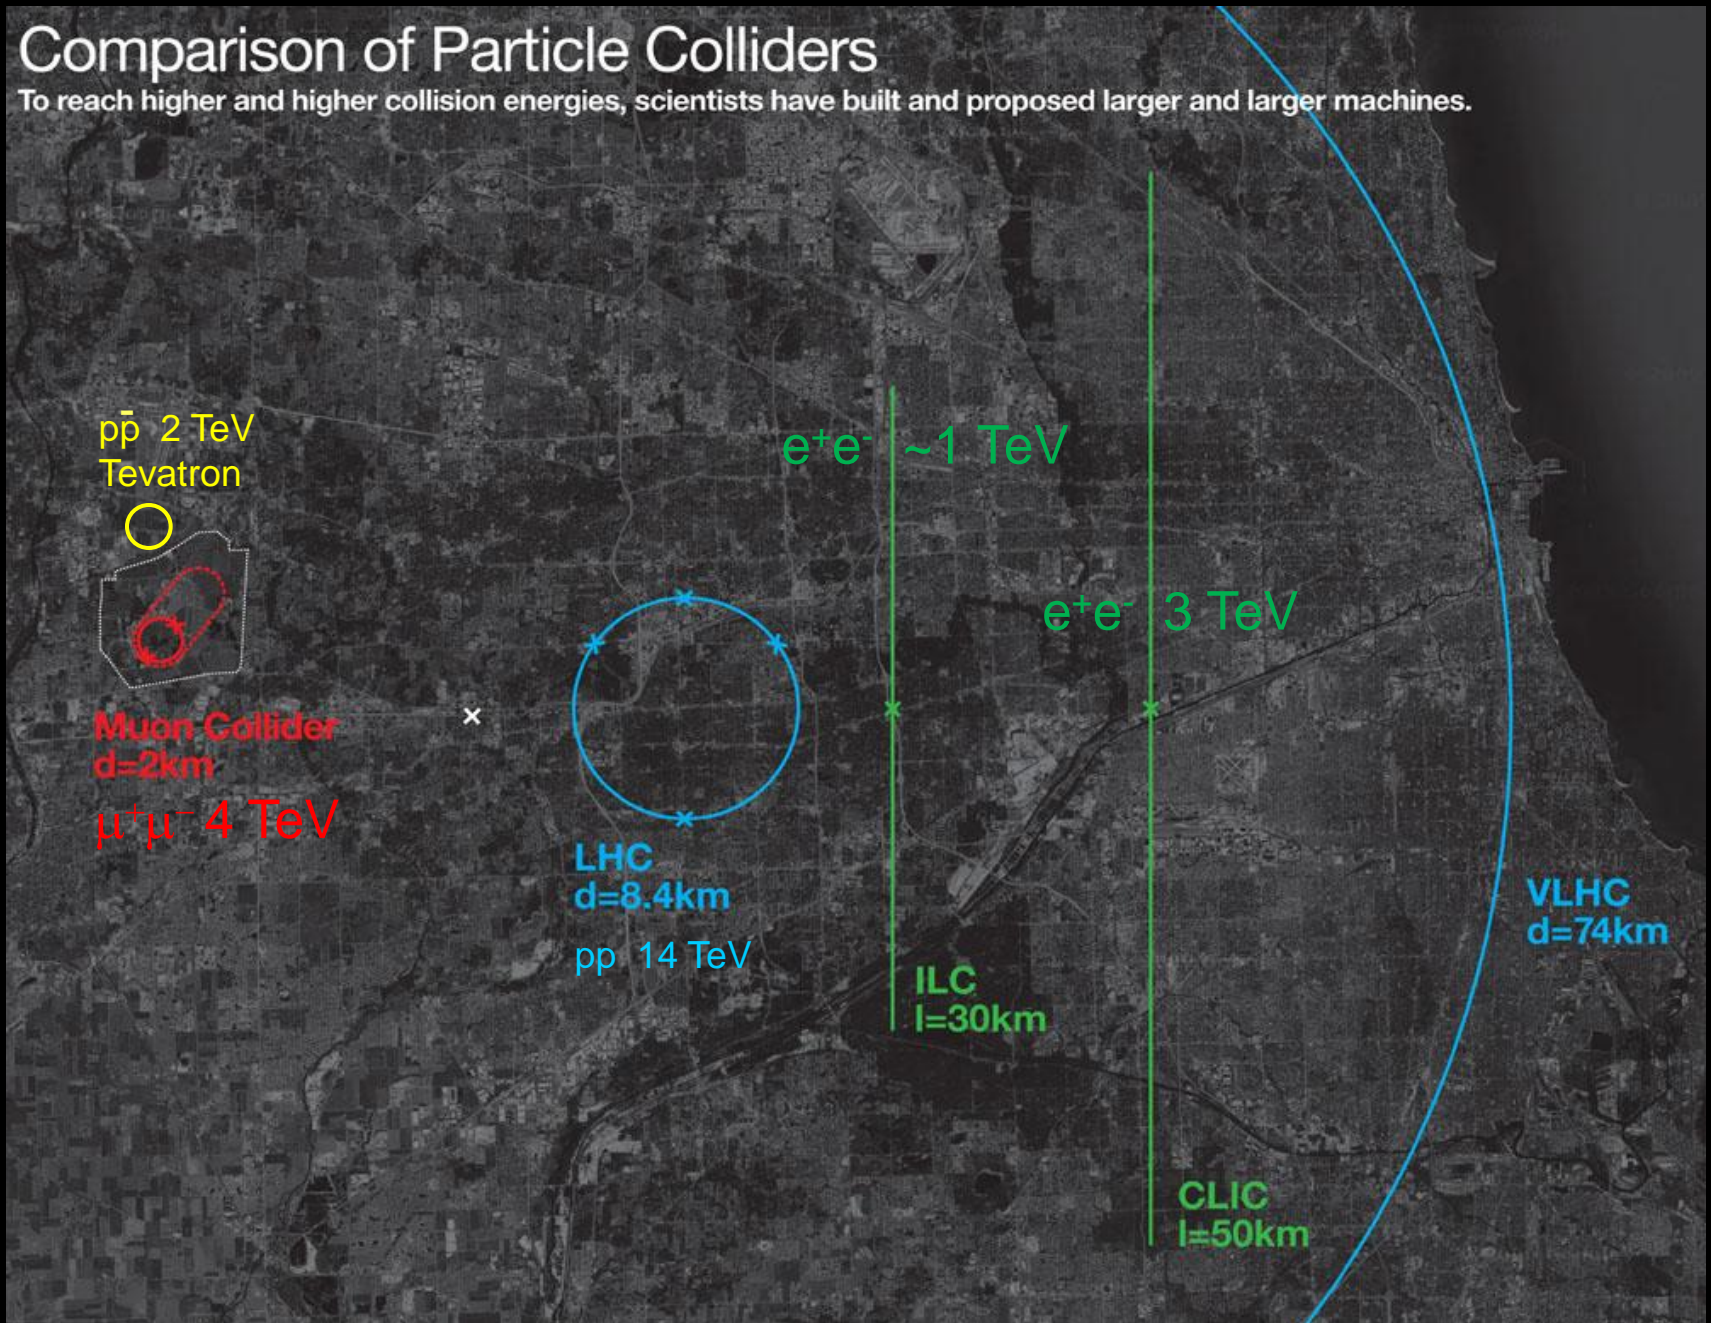 Comparison of Particle Colliders
To reach higher and higher collision energies, scientists have built and proposed larger and larger machines.
pp̄ 2 TeV
Tevatron
e⁺e⁻ ~1 TeV
e⁺e⁻ 3 TeV
Muon Collider
d=2km
μ⁺μ⁻ 4 TeV
LHC
d=8.4km
pp 14 TeV
VLHC
d=74km
ILC
l=30km
CLIC
l=50km